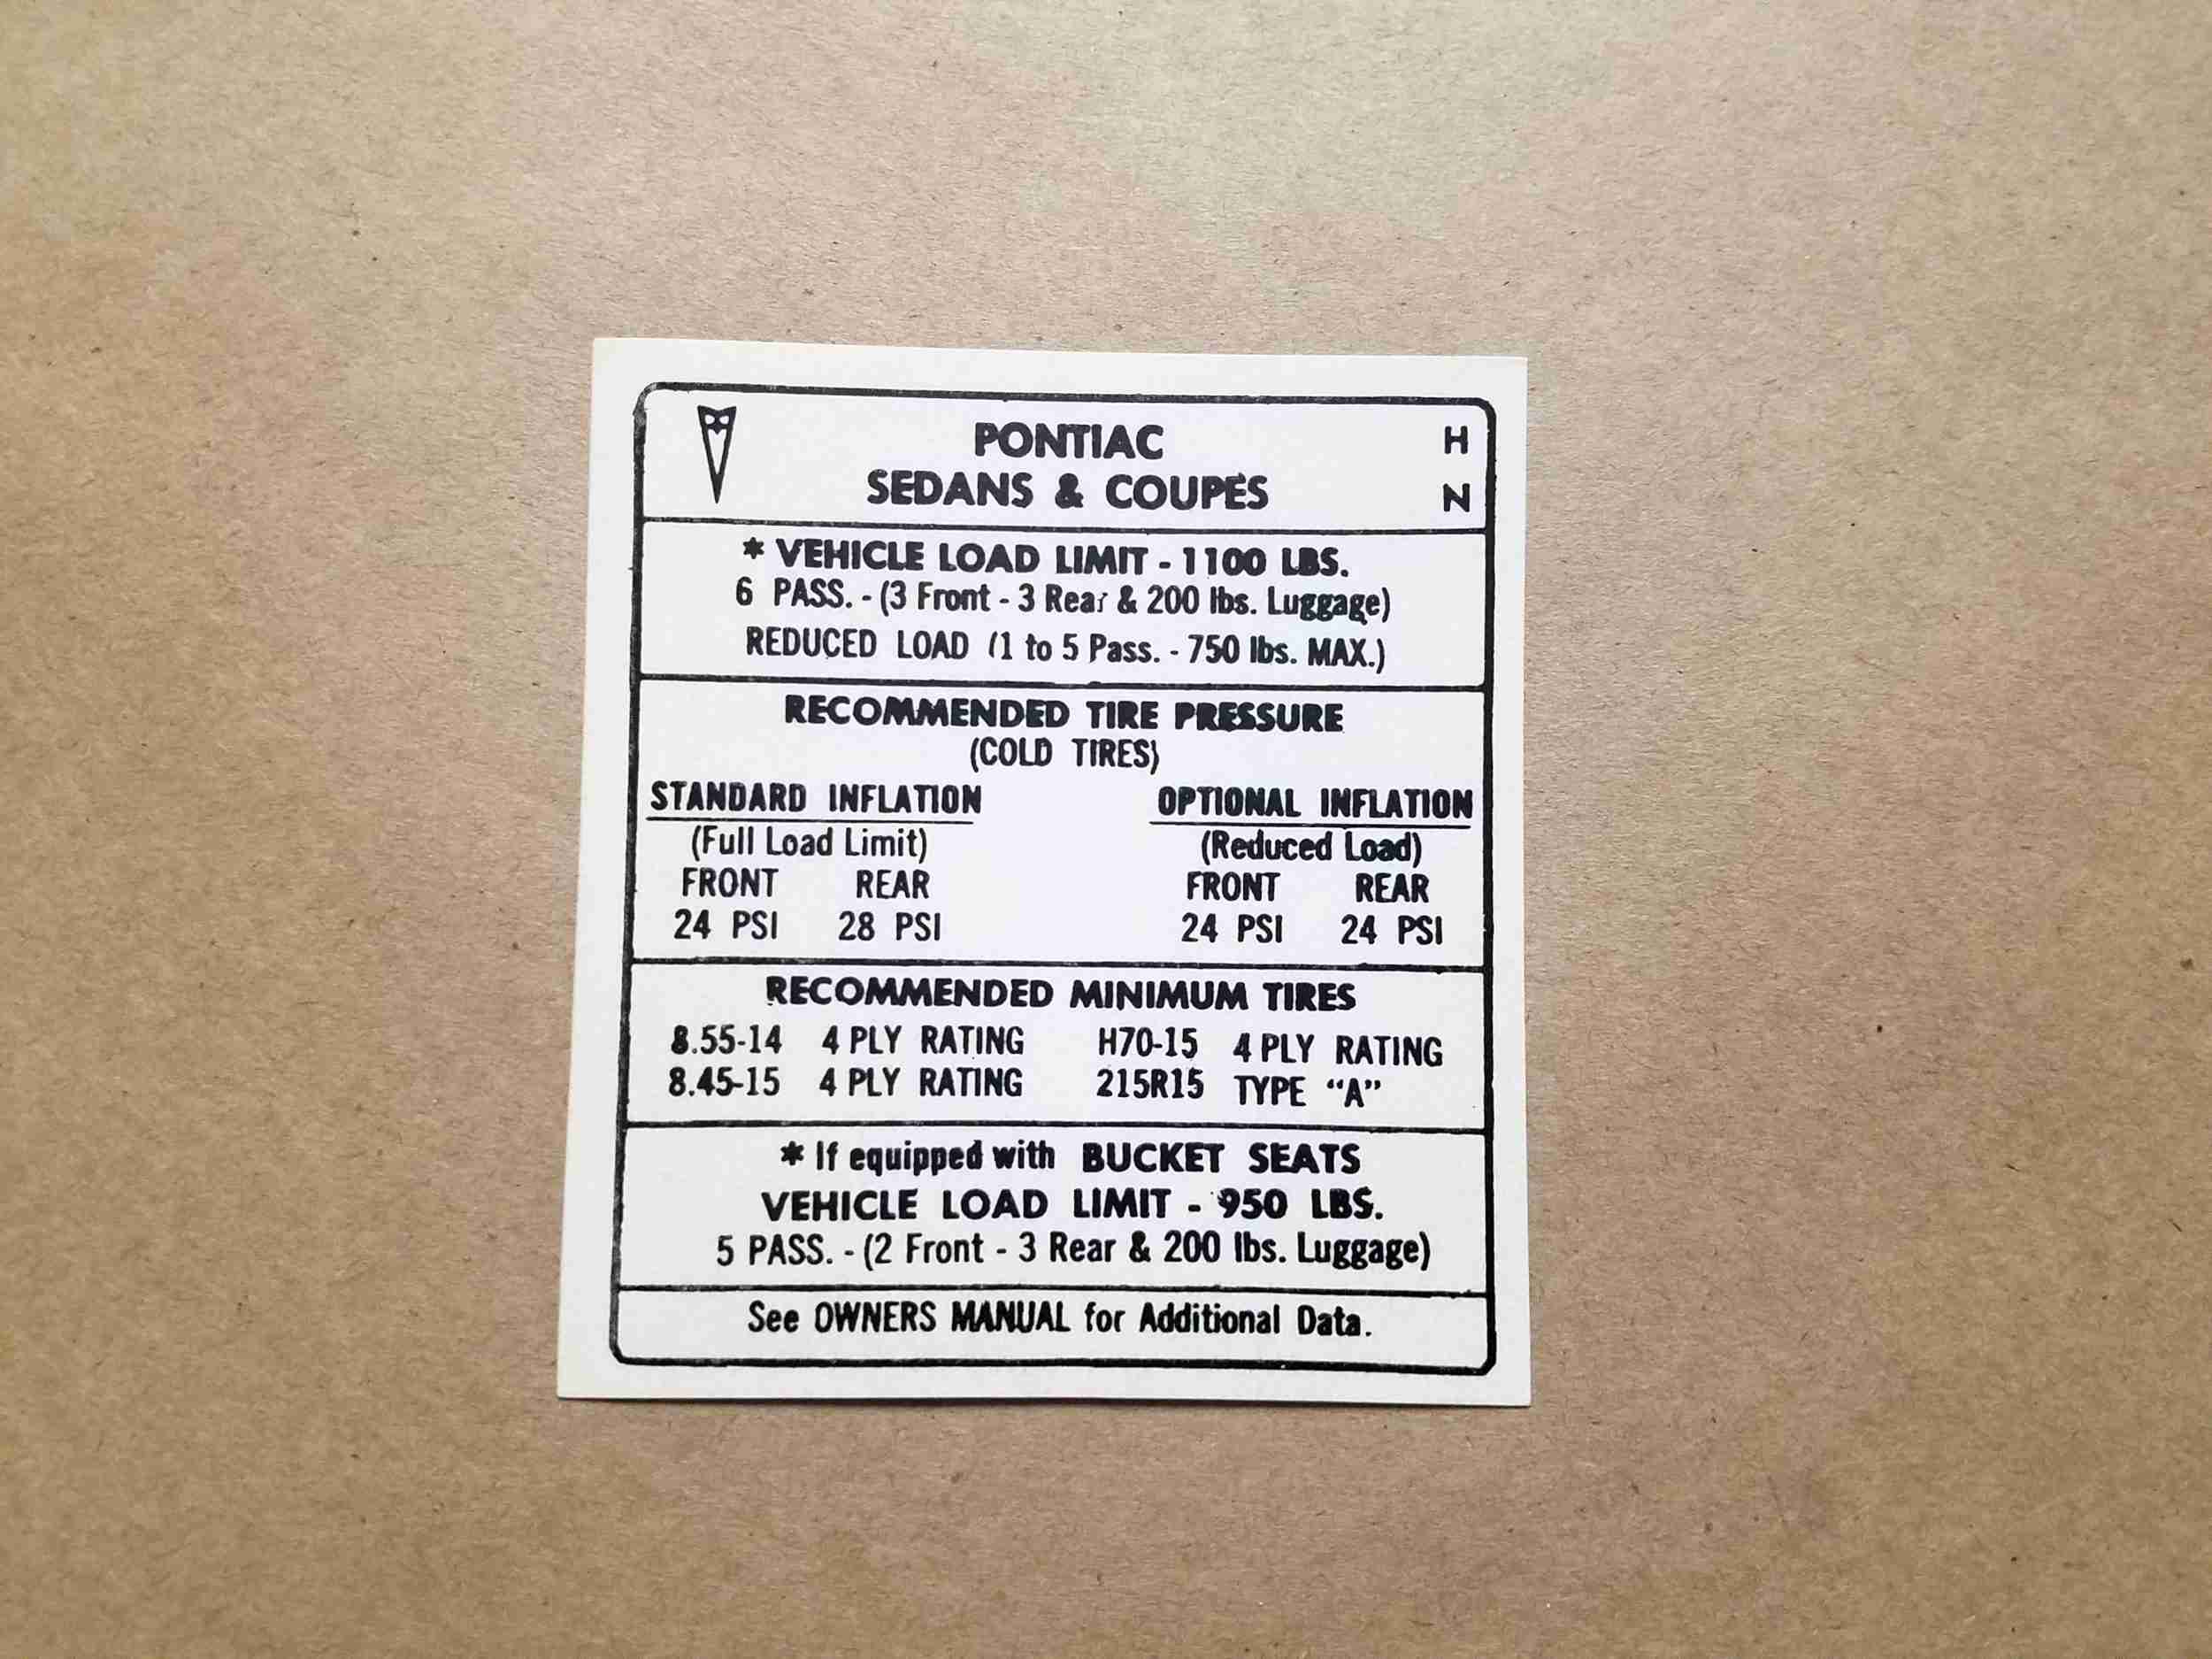 PONTIAC
SEDANS & COUPES
H
N
* VEHICLE LOAD LIMIT - 1100 LBS.
6 PASS. - (3 Front - 3 Rear & 200 lbs. Luggage)
REDUCED LOAD (1 to 5 Pass. - 750 lbs. MAX.)
RECOMMENDED TIRE PRESSURE
(COLD TIRES)
STANDARD INFLATION OPTIONAL INFLATION
(Full Load Limit) (Reduced Load)
FRONT REAR FRONT REAR
24 PSI 28 PSI 24 PSI 24 PSI
RECOMMENDED MINIMUM TIRES
8.55-14 4 PLY RATING H70-15 4 PLY RATING
8.45-15 4 PLY RATING 215R15 TYPE “A”
* If equipped with BUCKET SEATS
VEHICLE LOAD LIMIT - 950 LBS.
5 PASS. - (2 Front - 3 Rear & 200 lbs. Luggage)
See OWNERS MANUAL for Additional Data.